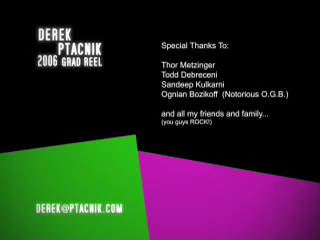 DEREK
PTACNIK
2006 GRAD REEL
Special Thanks To:
Thor Metzinger
Todd Debreceni
Sandeep Kulkarni
Ognian Bozikoff (Notorious O.G.B.)
and all my friends and family...
(you guys ROCK!)
DEREK@PTACNIK.COM